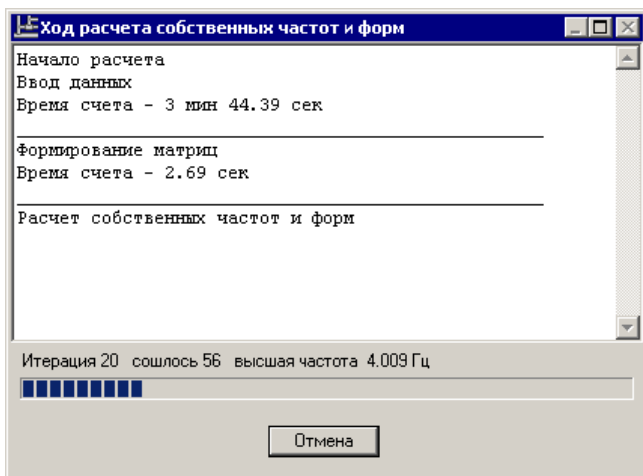 Ход расчета собственных частот и форм
Начало расчета
Ввод данных
Время счета - 3 мин 44.39 сек
Формирование матриц
Время счета - 2.69 сек
Расчет собственных частот и форм
Итерация 20 сошлось 56 высшая частота 4.009 Гц
Отмена